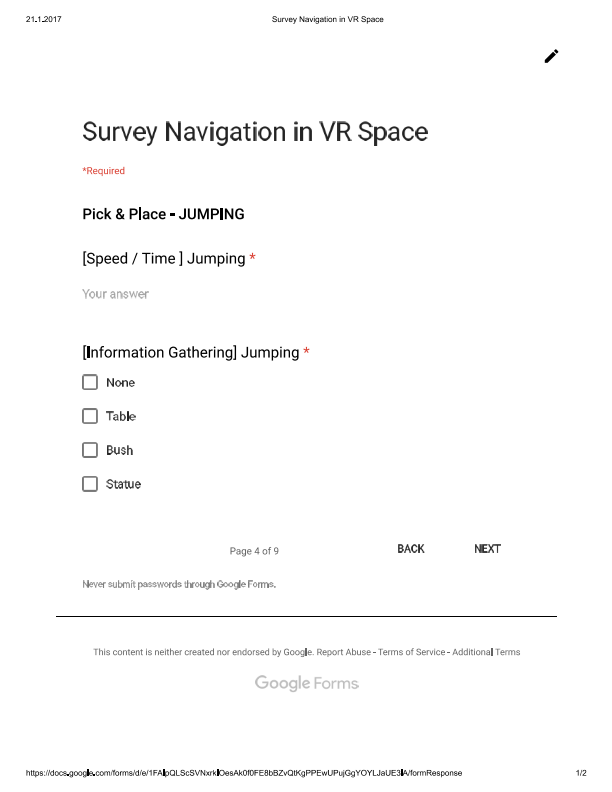 21.1.2017
Survey Navigation in VR Space
Survey Navigation in VR Space
*Required
Pick & Place - JUMPING
[Speed / Time ] Jumping *
Your answer
[Information Gathering] Jumping *
None
Table
Bush
Statue
Page 4 of 9
BACK
NEXT
Never submit passwords through Google Forms.
This content is neither created nor endorsed by Google. Report Abuse - Terms of Service - Additional Terms
Google Forms
https://docs.google.com/forms/d/e/1FAIpQLScSVNxrklOesAk0f0FE8bBZvQtKgPPEwUPujGgYOYLJaUE3lA/formResponse
1/2